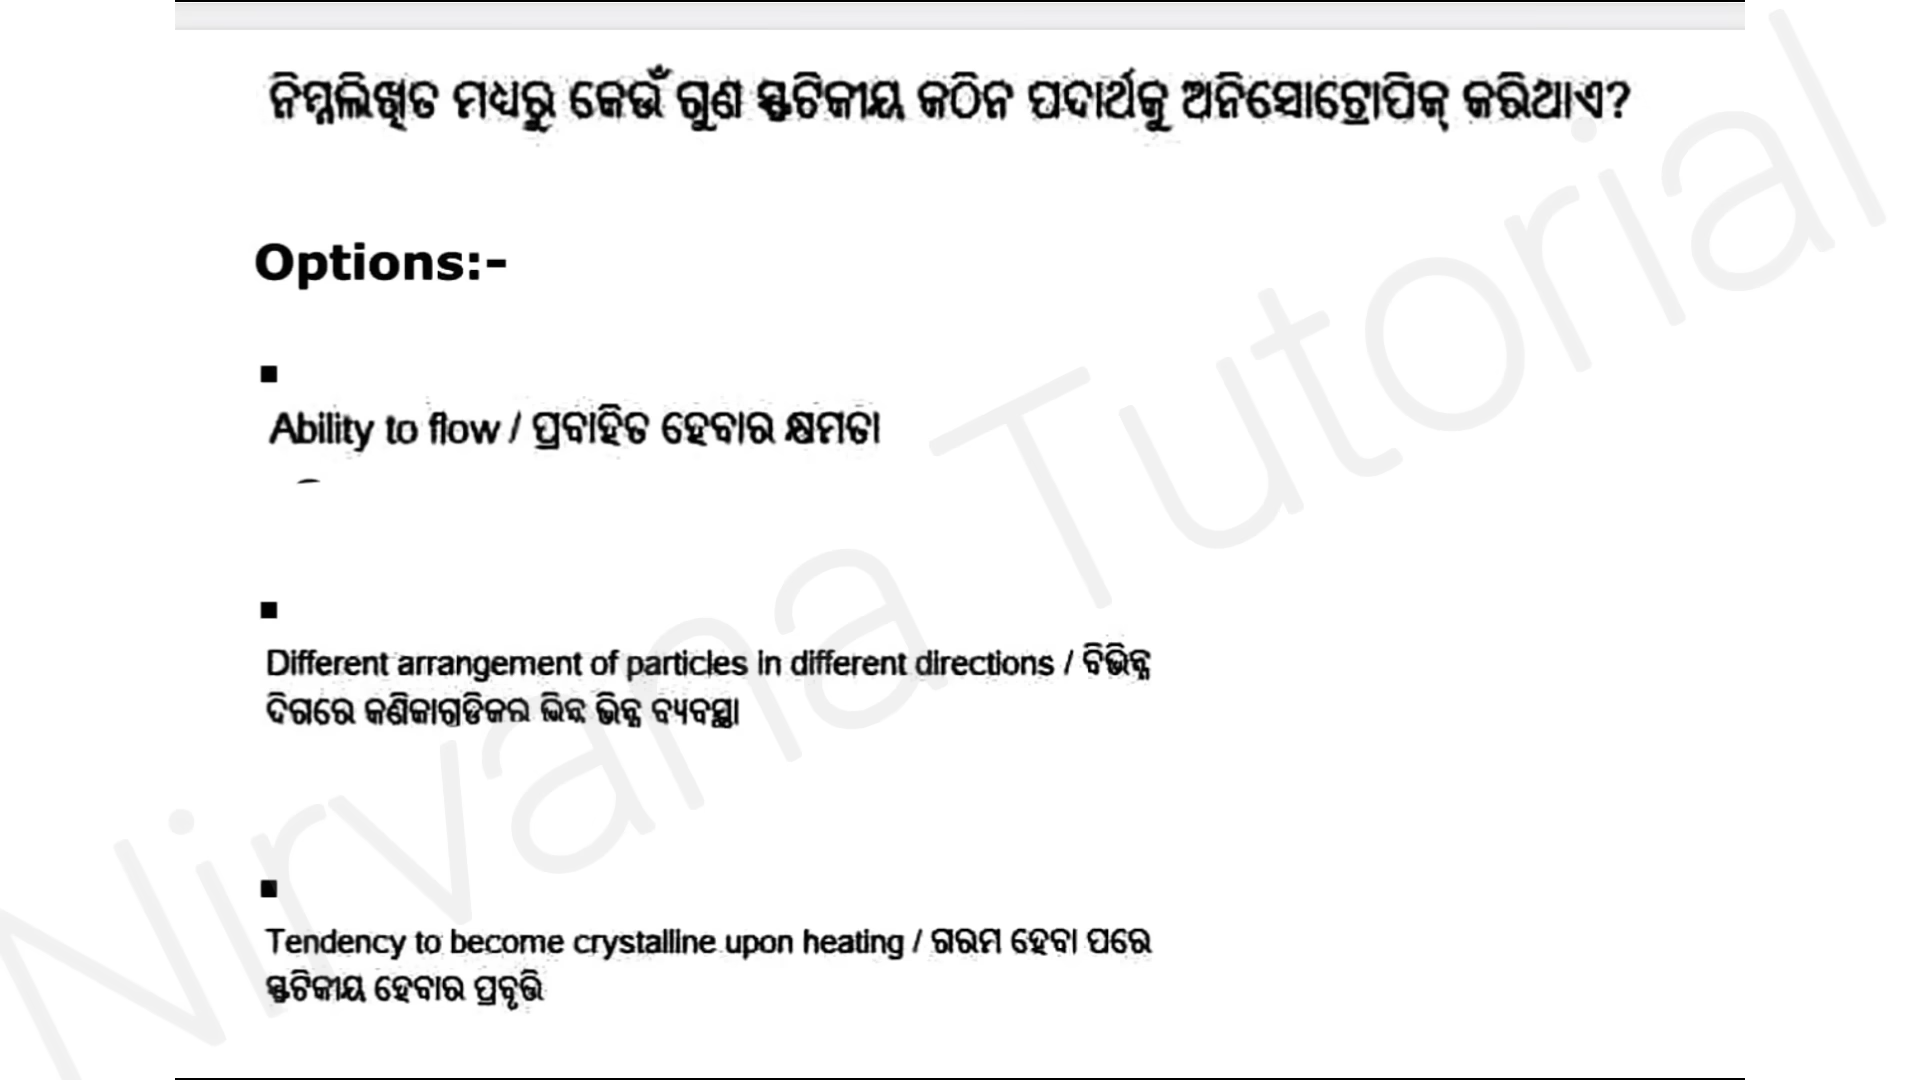 ନିମ୍ନଲିଖିତ ମଧ୍ୟରୁ କେଉଁ ଗୁଣ ସ୍ଫଟିକୀୟ କଠିନ ପଦାର୍ଥକୁ ଅନିସୋଟ୍ରୋପିକ୍ କରିଥାଏ?
Options:-
Ability to flow / ପ୍ରବାହିତ ହେବାର କ୍ଷମତା
Different arrangement of particles in different directions / ବିଭିନ୍ନ
ଦିଗରେ କଣିକାଗୁଡିକର ଭିନ୍ନ ଭିନ୍ନ ବ୍ୟବସ୍ଥା
Tendency to become crystalline upon heating / ଗରମ ହେବା ପରେ
ସ୍ଫଟିକୀୟ ହେବାର ପ୍ରବୃତ୍ତି
Nirvana Tutorial